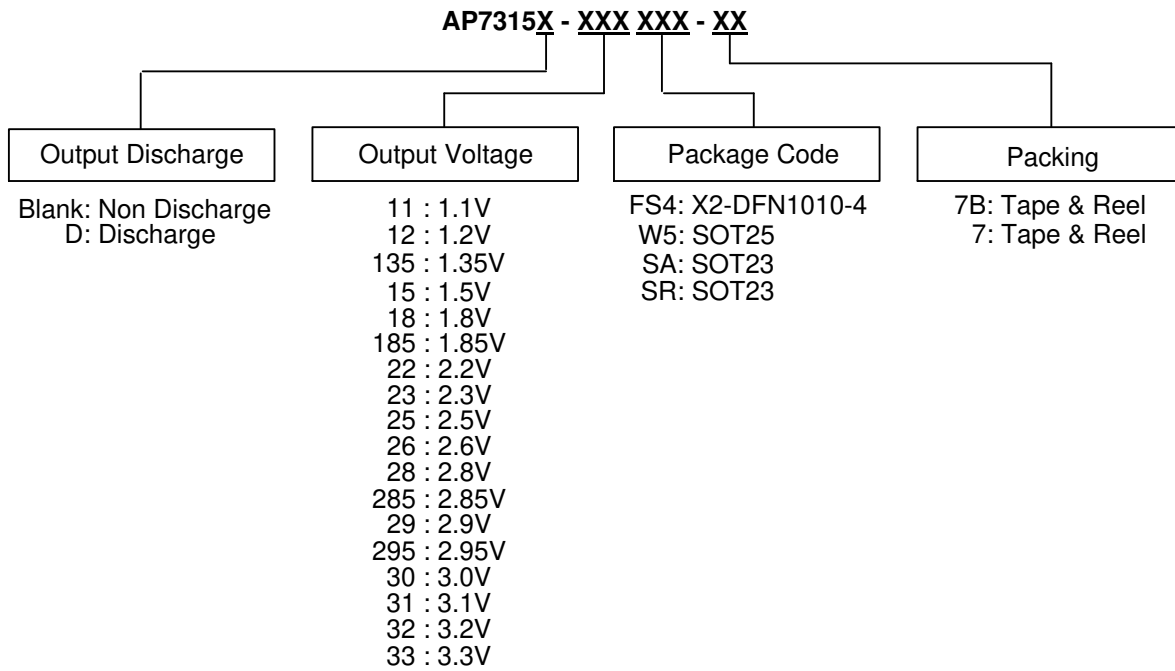 AP7315X - XXX XXX - XX
Output Discharge
Blank: Non Discharge
D: Discharge
Output Voltage
11 : 1.1V
12 : 1.2V
135 : 1.35V
15 : 1.5V
18 : 1.8V
185 : 1.85V
22 : 2.2V
23 : 2.3V
25 : 2.5V
26 : 2.6V
28 : 2.8V
285 : 2.85V
29 : 2.9V
295 : 2.95V
30 : 3.0V
31 : 3.1V
32 : 3.2V
33 : 3.3V
Package Code
FS4: X2-DFN1010-4
W5: SOT25
SA: SOT23
SR: SOT23
Packing
7B: Tape & Reel
7: Tape & Reel